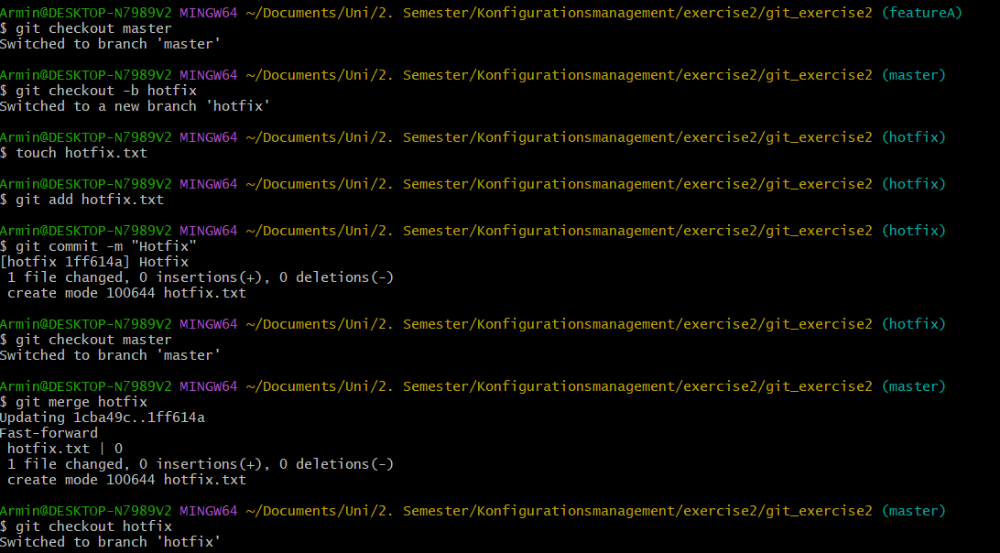 Armin@DESKTOP-N7989V2 MINGW64 ~/Documents/Uni/2. Semester/Konfigurationsmanagement/exercise2/git_exercise2 (featureA)
$ git checkout master
Switched to branch 'master'

Armin@DESKTOP-N7989V2 MINGW64 ~/Documents/Uni/2. Semester/Konfigurationsmanagement/exercise2/git_exercise2 (master)
$ git checkout -b hotfix
Switched to a new branch 'hotfix'

Armin@DESKTOP-N7989V2 MINGW64 ~/Documents/Uni/2. Semester/Konfigurationsmanagement/exercise2/git_exercise2 (hotfix)
$ touch hotfix.txt

Armin@DESKTOP-N7989V2 MINGW64 ~/Documents/Uni/2. Semester/Konfigurationsmanagement/exercise2/git_exercise2 (hotfix)
$ git add hotfix.txt

Armin@DESKTOP-N7989V2 MINGW64 ~/Documents/Uni/2. Semester/Konfigurationsmanagement/exercise2/git_exercise2 (hotfix)
$ git commit -m "Hotfix"
[hotfix 1ff614a] Hotfix
 1 file changed, 0 insertions(+), 0 deletions(-)
 create mode 100644 hotfix.txt

Armin@DESKTOP-N7989V2 MINGW64 ~/Documents/Uni/2. Semester/Konfigurationsmanagement/exercise2/git_exercise2 (hotfix)
$ git checkout master
Switched to branch 'master'

Armin@DESKTOP-N7989V2 MINGW64 ~/Documents/Uni/2. Semester/Konfigurationsmanagement/exercise2/git_exercise2 (master)
$ git merge hotfix
Updating 1cba49c..1ff614a
Fast-forward
 hotfix.txt | 0
 1 file changed, 0 insertions(+), 0 deletions(-)
 create mode 100644 hotfix.txt

Armin@DESKTOP-N7989V2 MINGW64 ~/Documents/Uni/2. Semester/Konfigurationsmanagement/exercise2/git_exercise2 (master)
$ git checkout hotfix
Switched to branch 'hotfix'